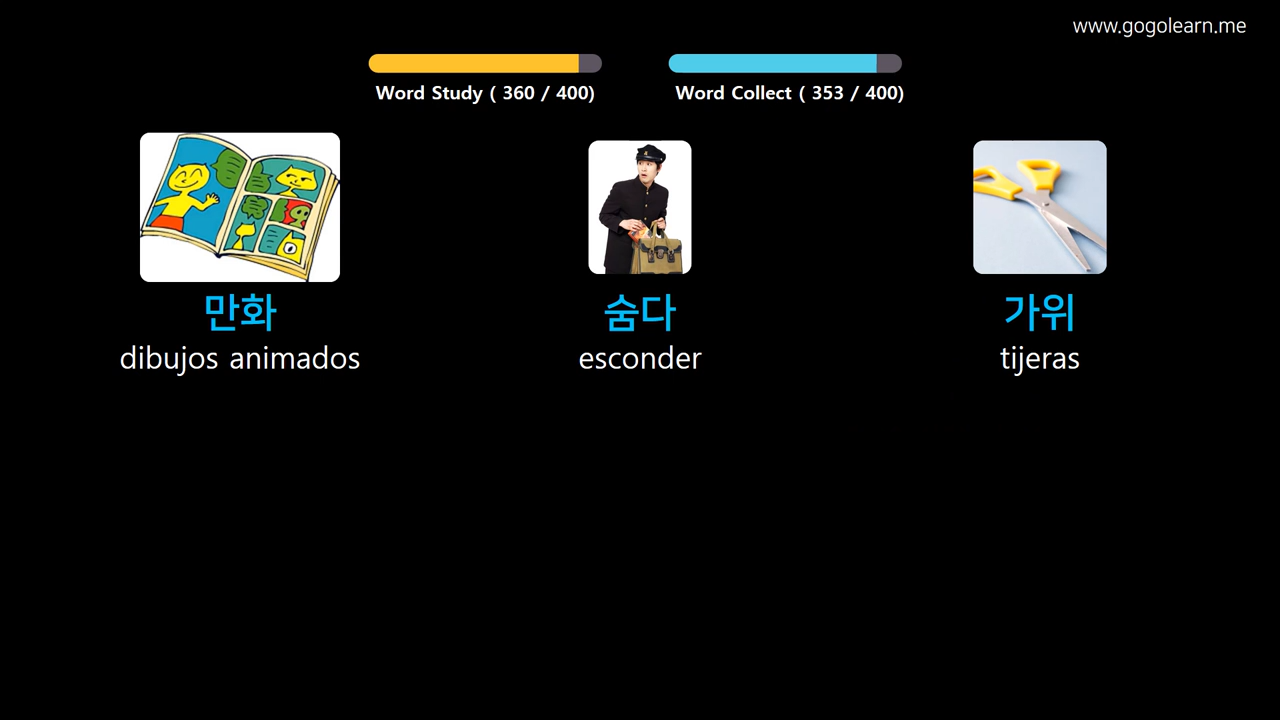 www.gogolearn.me
Word Study ( 360 / 400)
Word Collect ( 353 / 400)
만화
숨다
가위
dibujos animados
esconder
tijeras